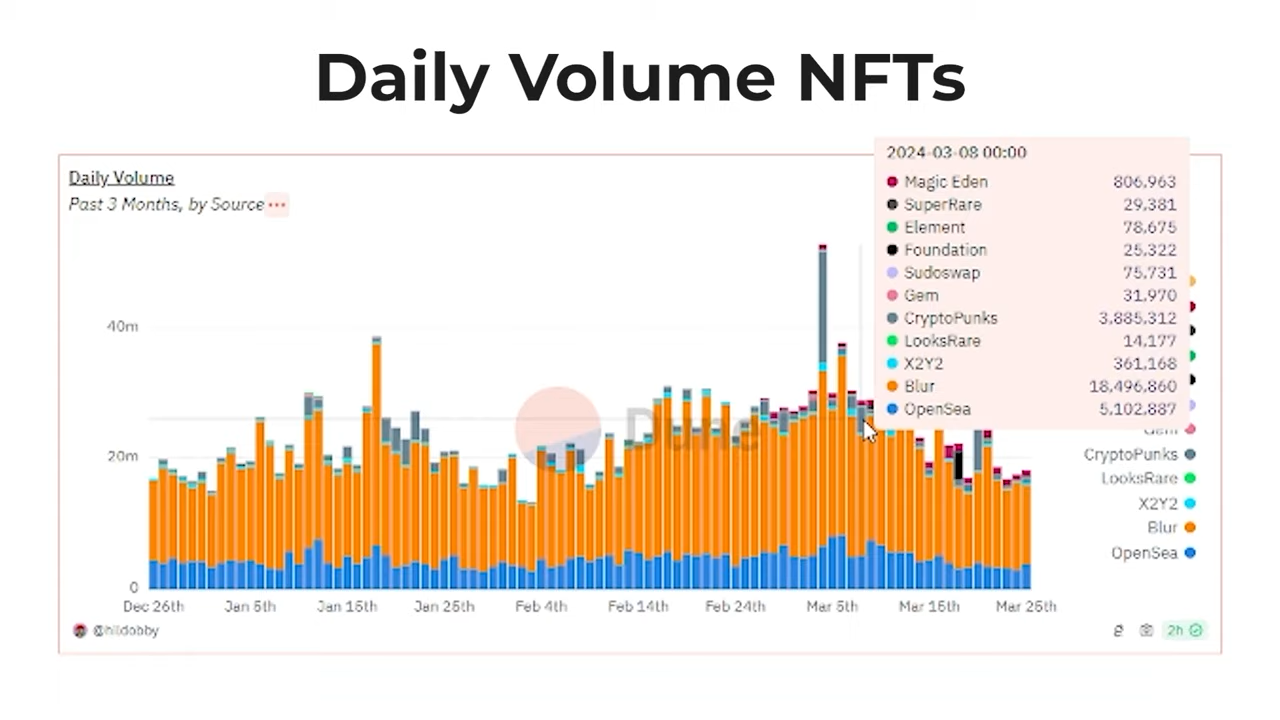 Daily Volume NFTs
Daily Volume
Past 3 Months, by Source
2024-03-08 00:00
Magic Eden 806,963
SuperRare 29,381
Element 78,675
Foundation 25,322
Sudoswap 75,731
Gem 31,970
CryptoPunks 3,885,312
LooksRare 14,177
X2Y2 361,168
Blur 18,496,860
OpenSea 5,102,887
40m
20m
0
Dune
Gem
CryptoPunks
LooksRare
X2Y2
Blur
OpenSea
Dec 26th Jan 5th Jan 15th Jan 25th Feb 4th Feb 14th Feb 24th Mar 5th Mar 15th Mar 25th
@hildobby
2h